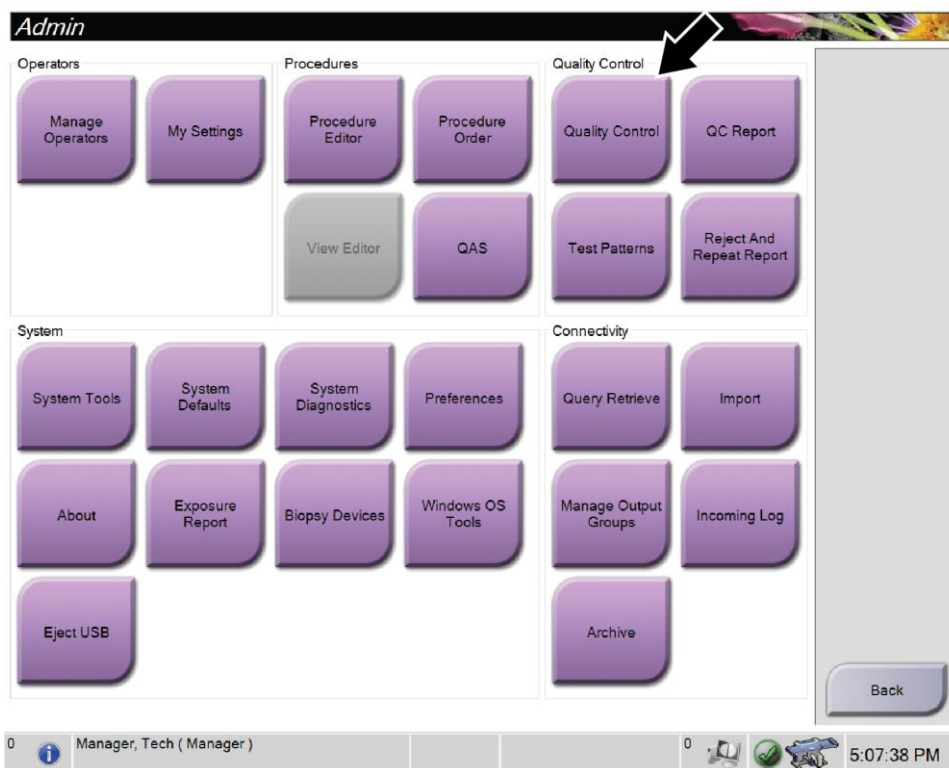 Admin
Operators
Manage
Operators
My Settings
Procedures
Procedure
Editor
Procedure
Order
View Editor
QAS
Quality Control
Quality Control
QC Report
Test Patterns
Reject And
Repeat Report
System
System Tools
System
Defaults
System
Diagnostics
Preferences
About
Exposure
Report
Biopsy Devices
Windows OS
Tools
Eject USB
Connectivity
Query Retrieve
Import
Manage Output
Groups
Incoming Log
Archive
Back
0
Manager, Tech ( Manager )
0
5:07:38 PM